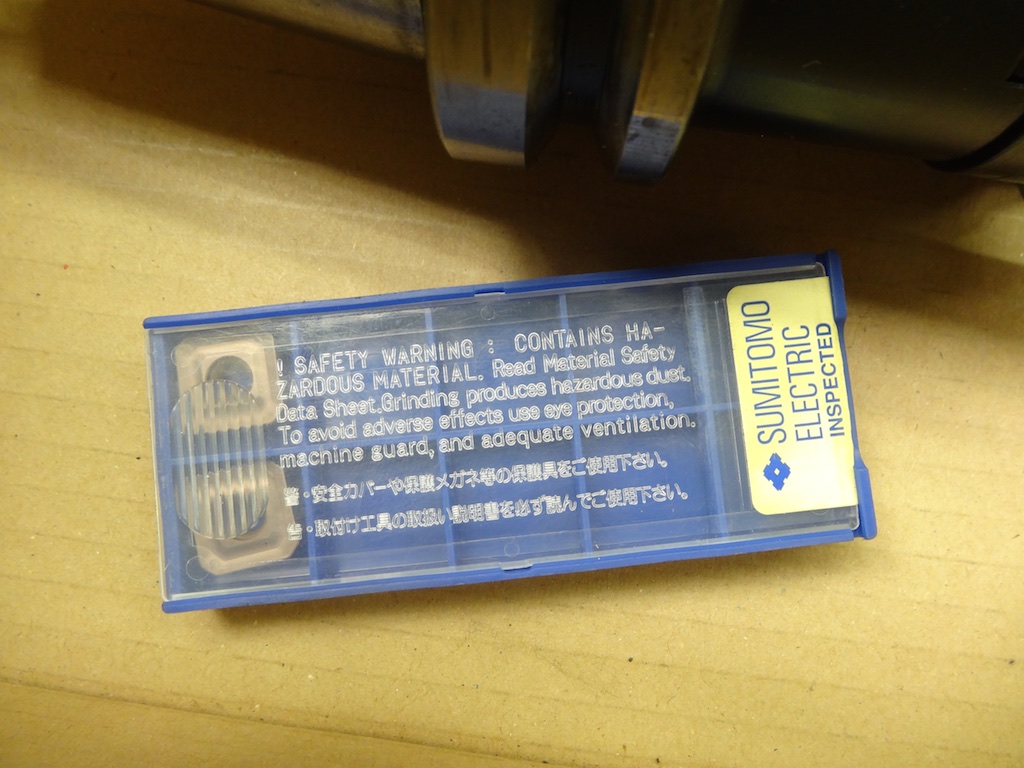 ! SAFETY WARNING : CONTAINS HA-
ZARDOUS MATERIAL. Read Material Safety
Data Sheet.Grinding produces hazardous dust.
To avoid adverse effects use eye protection,
machine guard, and adequate ventilation.
警・安全カバーや保護メガネ等の保護具をご使用下さい。
告・取付け工具の取扱い説明書を必ず読んでご使用下さい。
SUMITOMO
ELECTRIC
INSPECTED